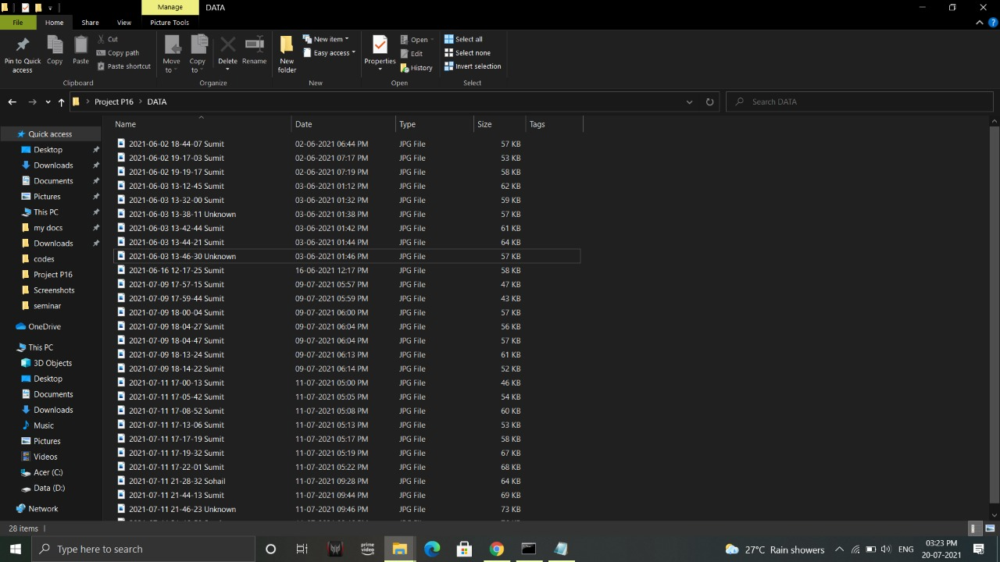 Manage DATA
File Home Share View Picture Tools
Pin to Quick access
Copy
Paste
Cut
Copy path
Paste shortcut
Clipboard
Move to
Copy to
Delete
Rename
Organize
New folder
New item
Easy access
New
Properties
Open
Edit
History
Open
Select all
Select none
Invert selection
Select
Project P16 DATA
Search DATA
Name Date Type Size Tags
Quick access
Desktop
Downloads
Documents
Pictures
This PC
my docs
Downloads
codes
Project P16
Screenshots
seminar
OneDrive
This PC
3D Objects
Desktop
Documents
Downloads
Music
Pictures
Videos
Acer (C:)
Data (D:)
Network
2021-06-02 18-44-07 Sumit 02-06-2021 06:44 PM JPG File 57 KB
2021-06-02 19-17-03 Sumit 02-06-2021 07:17 PM JPG File 53 KB
2021-06-02 19-19-17 Sumit 02-06-2021 07:19 PM JPG File 58 KB
2021-06-03 13-12-45 Sumit 03-06-2021 01:12 PM JPG File 62 KB
2021-06-03 13-32-00 Sumit 03-06-2021 01:32 PM JPG File 59 KB
2021-06-03 13-38-11 Unknown 03-06-2021 01:38 PM JPG File 57 KB
2021-06-03 13-42-44 Sumit 03-06-2021 01:42 PM JPG File 61 KB
2021-06-03 13-44-21 Sumit 03-06-2021 01:44 PM JPG File 64 KB
2021-06-03 13-46-30 Unknown 03-06-2021 01:46 PM JPG File 57 KB
2021-06-16 12-17-25 Sumit 16-06-2021 12:17 PM JPG File 58 KB
2021-07-09 17-57-15 Sumit 09-07-2021 05:57 PM JPG File 47 KB
2021-07-09 17-59-44 Sumit 09-07-2021 05:59 PM JPG File 43 KB
2021-07-09 18-00-04 Sumit 09-07-2021 06:00 PM JPG File 57 KB
2021-07-09 18-04-27 Sumit 09-07-2021 06:04 PM JPG File 56 KB
2021-07-09 18-04-47 Sumit 09-07-2021 06:04 PM JPG File 57 KB
2021-07-09 18-13-24 Sumit 09-07-2021 06:13 PM JPG File 61 KB
2021-07-09 18-14-22 Sumit 09-07-2021 06:14 PM JPG File 52 KB
2021-07-11 17-00-13 Sumit 11-07-2021 05:00 PM JPG File 46 KB
2021-07-11 17-05-42 Sumit 11-07-2021 05:05 PM JPG File 54 KB
2021-07-11 17-08-52 Sumit 11-07-2021 05:08 PM JPG File 60 KB
2021-07-11 17-13-06 Sumit 11-07-2021 05:13 PM JPG File 53 KB
2021-07-11 17-17-19 Sumit 11-07-2021 05:17 PM JPG File 58 KB
2021-07-11 17-19-32 Sumit 11-07-2021 05:19 PM JPG File 67 KB
2021-07-11 17-22-01 Sumit 11-07-2021 05:22 PM JPG File 68 KB
2021-07-11 21-28-32 Sohail 11-07-2021 09:28 PM JPG File 64 KB
2021-07-11 21-44-13 Sumit 11-07-2021 09:44 PM JPG File 69 KB
2021-07-11 21-46-23 Unknown 11-07-2021 09:46 PM JPG File 73 KB
28 items
Type here to search
prime video
27°C Rain showers
ENG
03:23 PM
20-07-2021